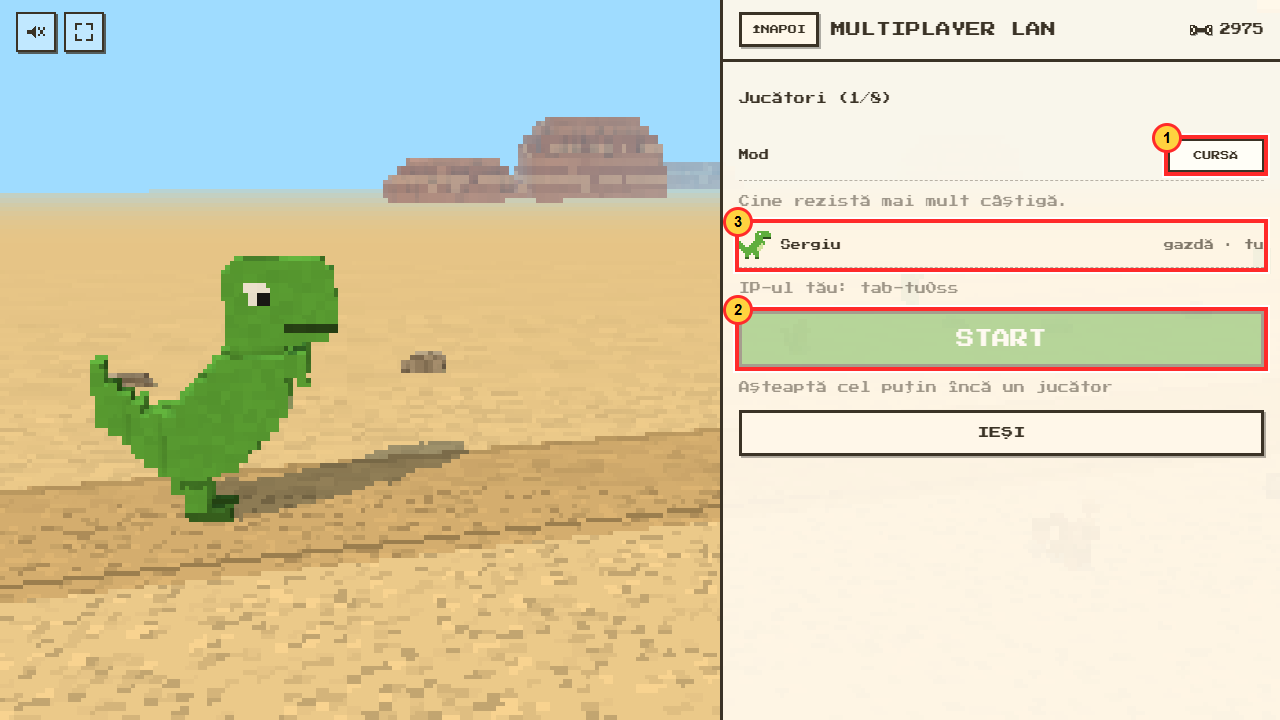 ↑NAPOI MULTIPLAYER LAN 2975
Jucători (1/8)
1
Mod CURSĂ
Cine rezistă mai mult câștigă.
3
Sergiu gazdă · tu
IP-ul tău: tab-tu0ss
2
START
Așteaptă cel puțin încă un jucător
IEȘI